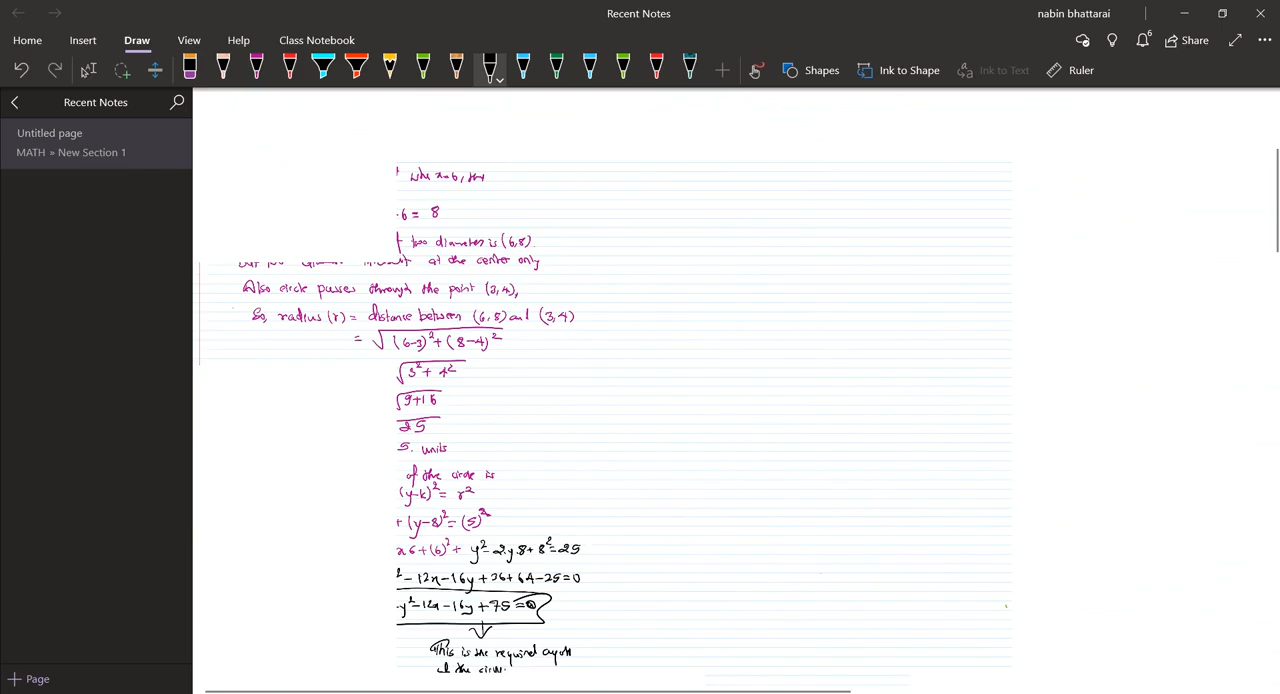 Recent Notes
nabin bhattarai
Home Insert Draw View Help Class Notebook
6 Share
Shapes Ink to Shape Ink to Text Ruler
Recent Notes
Untitled page
MATH » New Section 1
Page
x=6,
.6 = 8
two diameter is (6,8).
at the center only
Also circle passes through the point (3,4),
So, radius (r) = distance between (6,8) and (3,4)
= √(6-3)²+(8-4)²
√3²+4²
√9+16
25
5. units
of the circle is
(y-k)² = r²
+ (y-8)² = (5)²
x6+(6)²+ y²-2.y.8+8²=25
² -12x-16y+36+64-25=0
y²-12x-16y+75=0
This is the required